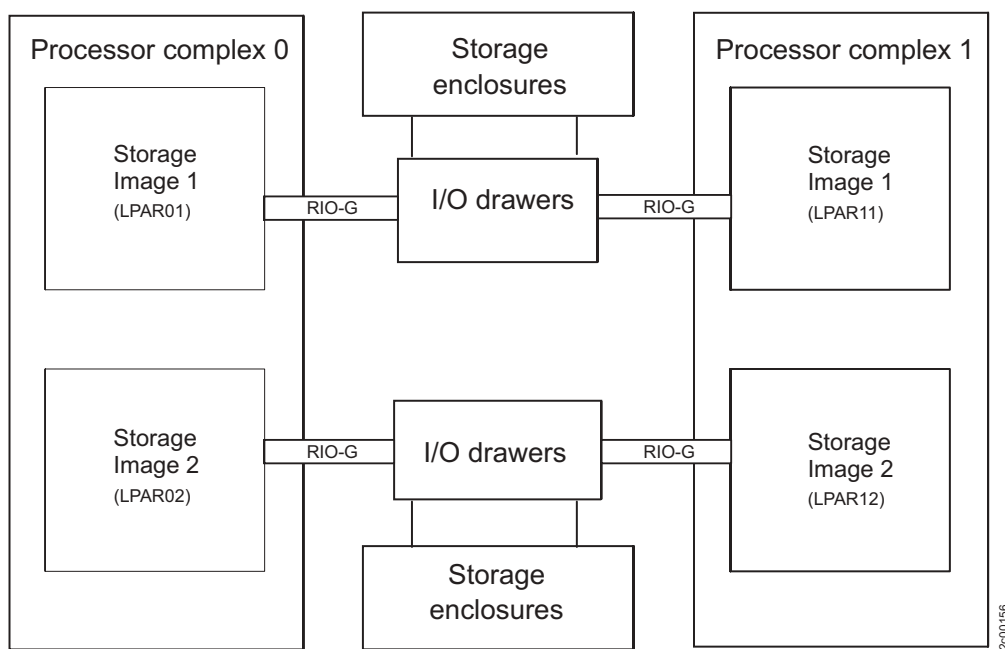 Processor complex 0
Storage
Image 1
(LPAR01)
Storage
Image 2
(LPAR02)
Storage
enclosures
RIO-G
I/O drawers
RIO-G
RIO-G
I/O drawers
RIO-G
Storage
enclosures
Processor complex 1
Storage
Image 1
(LPAR11)
Storage
Image 2
(LPAR12)
2c00156